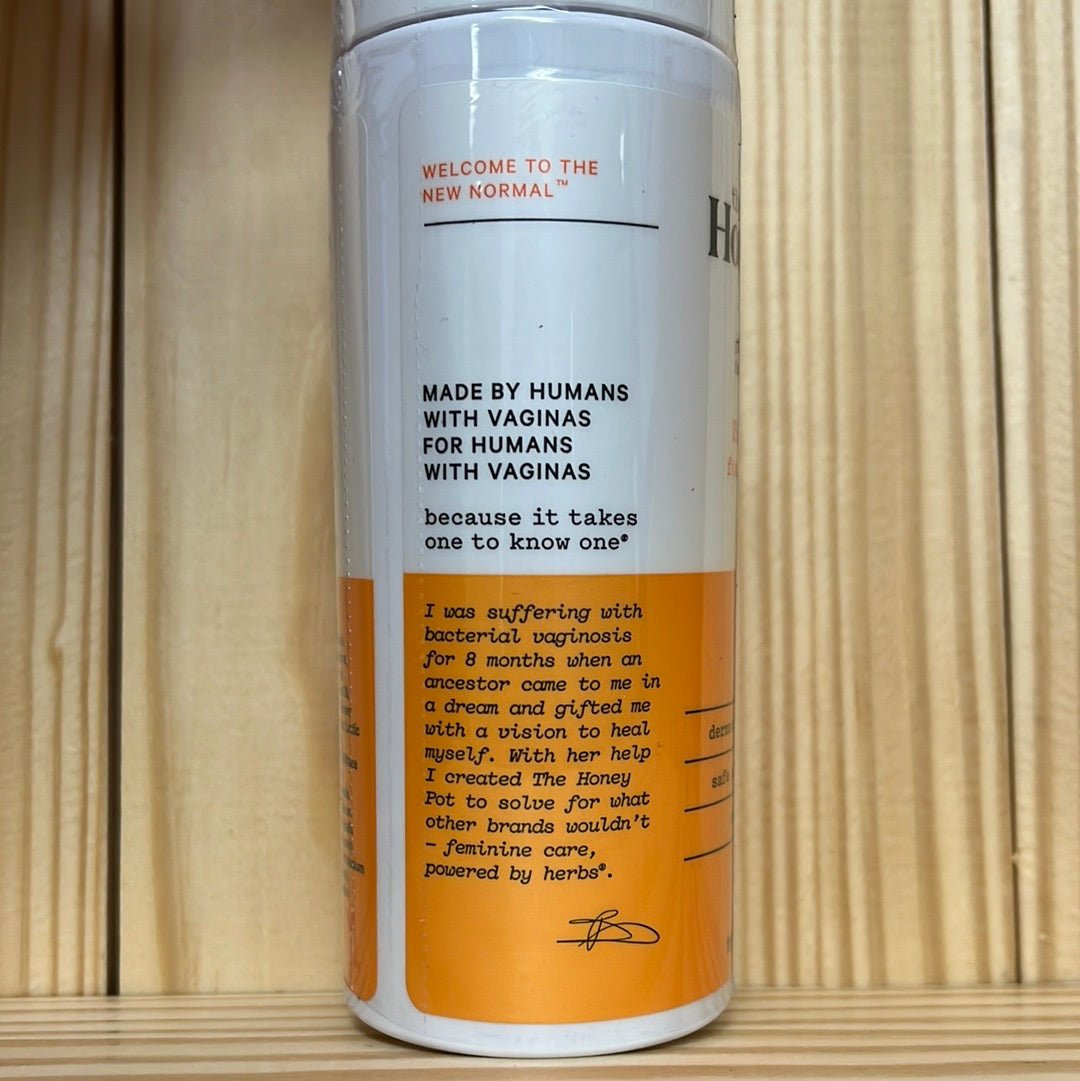 WELCOME TO THE
NEW NORMAL™
MADE BY HUMANS
WITH VAGINAS
FOR HUMANS
WITH VAGINAS
because it takes
one to know one®
I was suffering with
bacterial vaginosis
for 8 months when an
ancestor came to me in
a dream and gifted me
with a vision to heal
myself. With her help
I created The Honey
Pot to solve for what
other brands wouldn't
– feminine care,
powered by herbs®.
Ho
derm
safe